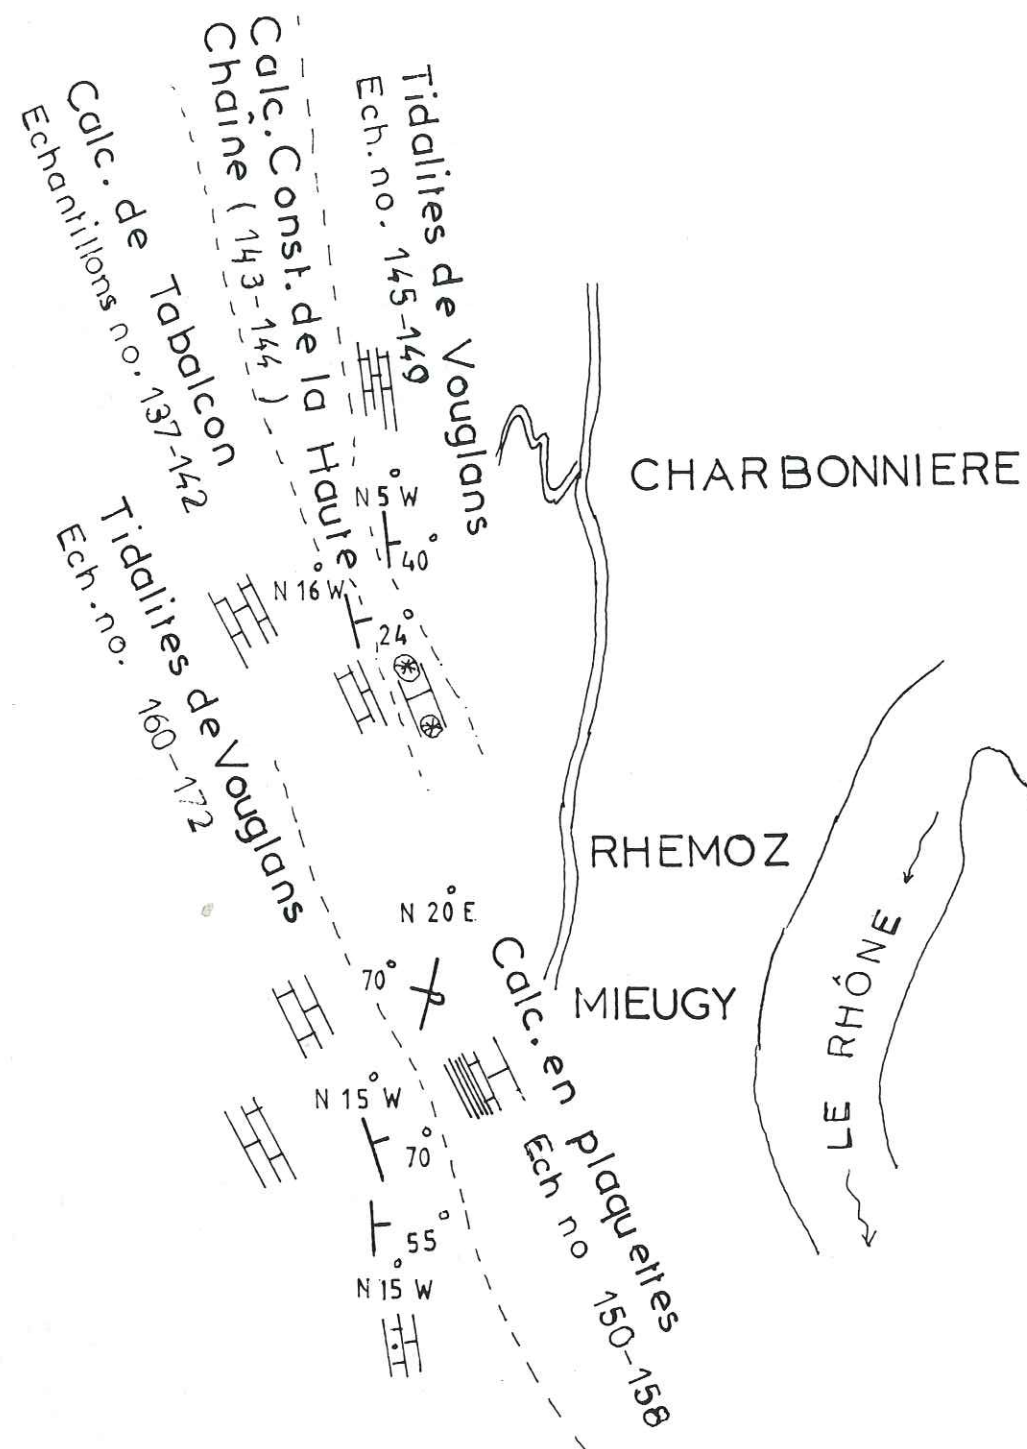 Calc. Const. de la Haute
Chaîne ( 143-144 )
Tidalites de Vouglans
Ech. no. 145-149
Calc. de Tabalcon
Echantillons no. 137-142
Tidalites de Vouglans
Ech. no. 160-172
CHARBONNIERE
N 5° W
40°
N 16° W
24°
RHEMOZ
N 20° E
70°
MIEUGY
Calc. en plaquettes
Ech no 150-158
LE RHÔNE
N 15° W
70°
55°
N 15° W